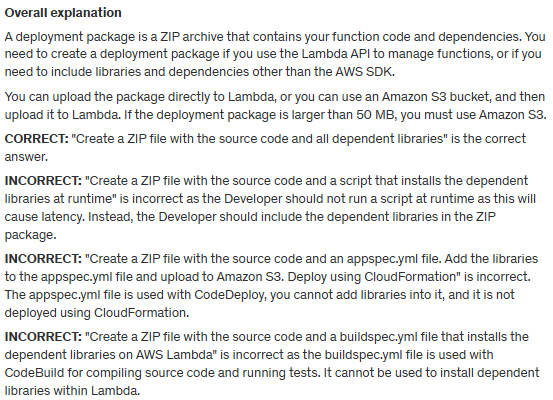 Overall explanation
A deployment package is a ZIP archive that contains your function code and dependencies. You
need to create a deployment package if you use the Lambda API to manage functions, or if you
need to include libraries and dependencies other than the AWS SDK.
You can upload the package directly to Lambda, or you can use an Amazon S3 bucket, and then
upload it to Lambda. If the deployment package is larger than 50 MB, you must use Amazon S3.
CORRECT: "Create a ZIP file with the source code and all dependent libraries" is the correct
answer.
INCORRECT: "Create a ZIP file with the source code and a script that installs the dependent
libraries at runtime" is incorrect as the Developer should not run a script at runtime as this will
cause latency. Instead, the Developer should include the dependent libraries in the ZIP
package.
INCORRECT: "Create a ZIP file with the source code and an appspec.yml file. Add the libraries
to the appspec.yml file and upload to Amazon S3. Deploy using CloudFormation" is incorrect.
The appspec.yml file is used with CodeDeploy, you cannot add libraries into it, and it is not
deployed using CloudFormation.
INCORRECT: "Create a ZIP file with the source code and a buildspec.yml file that installs the
dependent libraries on AWS Lambda" is incorrect as the buildspec.yml file is used with
CodeBuild for compiling source code and running tests. It cannot be used to install dependent
libraries within Lambda.